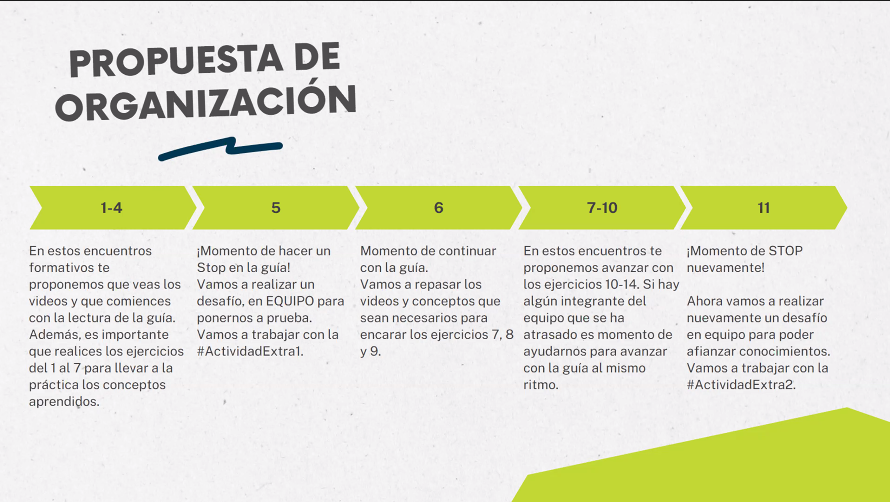 PROPUESTA DE
ORGANIZACIÓN
1-4
En estos encuentros
formativos te
proponemos que veas los
videos y que comiences
con la lectura de la guía.
Además, es importante
que realices los ejercicios
del 1 al 7 para llevar a la
práctica los conceptos
aprendidos.
5
¡Momento de hacer un
Stop en la guía!
Vamos a realizar un
desafío, en EQUIPO para
ponernos a prueba.
Vamos a trabajar con la
#ActividadExtra1.
6
Momento de continuar
con la guía.
Vamos a repasar los
videos y conceptos que
sean necesarios para
encarar los ejercicios 7, 8
y 9.
7-10
En estos encuentros te
proponemos avanzar con
los ejercicios 10-14. Si hay
algún integrante del
equipo que se ha
atrasado es momento de
ayudarnos para avanzar
con la guía al mismo
ritmo.
11
¡Momento de STOP
nuevamente!
Ahora vamos a realizar
nuevamente un desafío
en equipo para poder
afianzar conocimientos.
Vamos a trabajar con la
#ActividadExtra2.